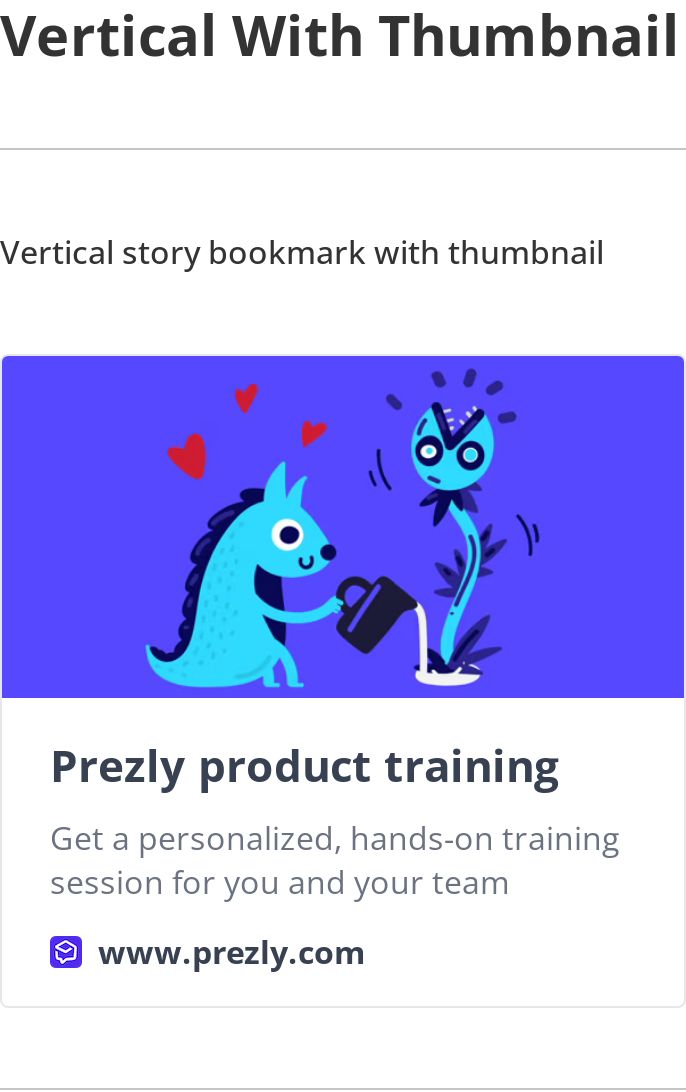 Vertical With Thumbnail
Vertical story bookmark with thumbnail
Prezly product training
Get a personalized, hands-on training
session for you and your team
www.prezly.com